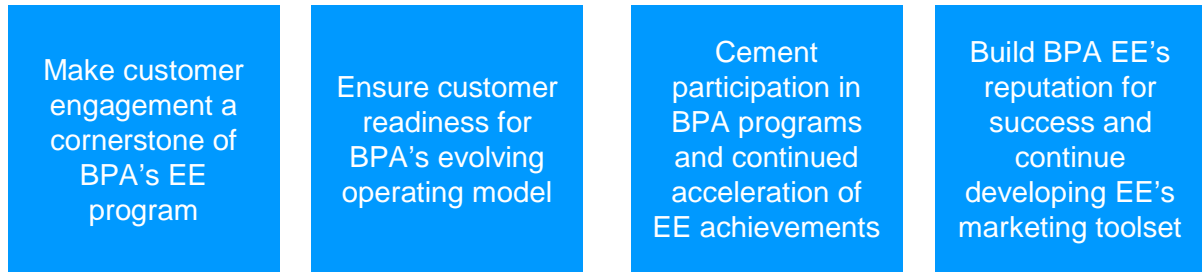 Make customer
engagement a
cornerstone of
BPA’s EE
program
Ensure customer
readiness for
BPA’s evolving
operating model
Cement
participation in
BPA programs
and continued
acceleration of
EE achievements
Build BPA EE’s
reputation for
success and
continue
developing EE’s
marketing toolset